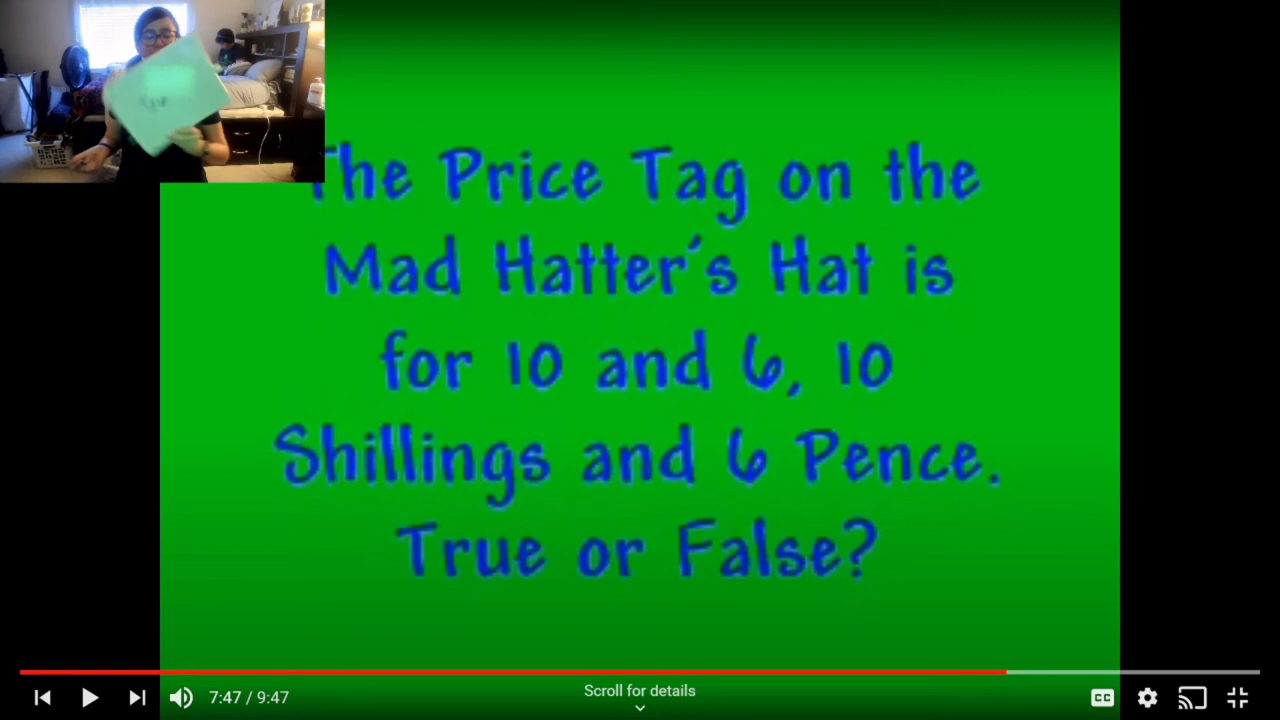 The Price Tag on the
Mad Hatter's Hat is
for 10 and 6, 10
Shillings and 6 Pence.
True or False?
Scroll for details
7:47 / 9:47
CC